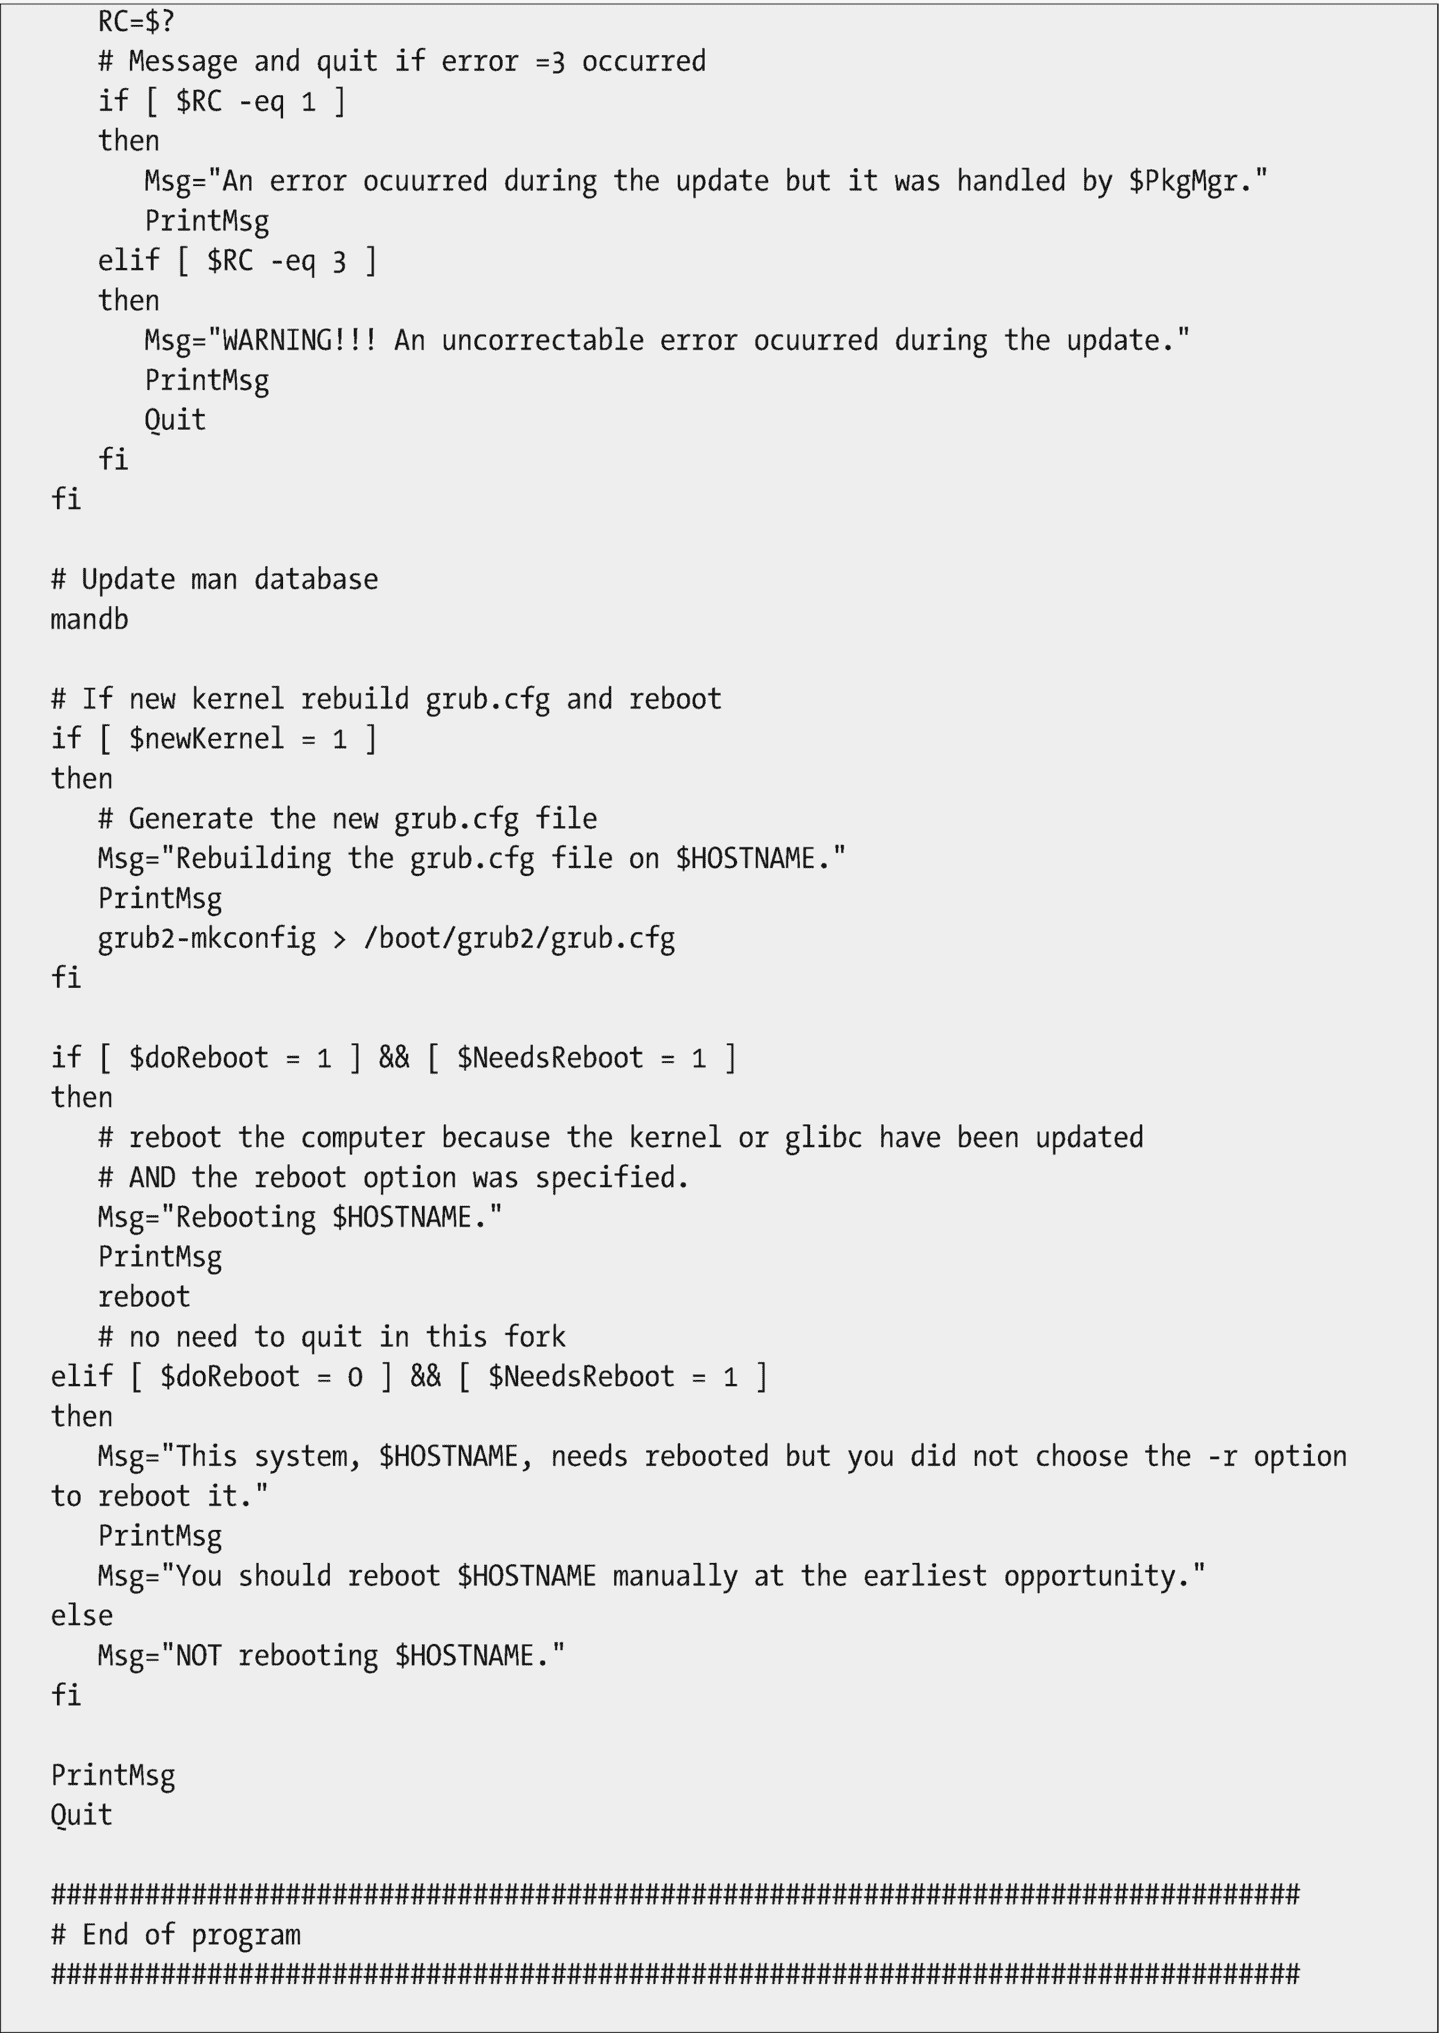 RC=$?
# Message and quit if error =3 occurred
if [ $RC -eq 1 ]
then
Msg="An error ocuurred during the update but it was handled by $PkgMgr."
PrintMsg
elif [ $RC -eq 3 ]
then
Msg="WARNING!!! An uncorrectable error ocuurred during the update."
PrintMsg
Quit
fi
fi
# Update man database
mandb
# If new kernel rebuild grub.cfg and reboot
if [ $newKernel = 1 ]
then
# Generate the new grub.cfg file
Msg="Rebuilding the grub.cfg file on $HOSTNAME."
PrintMsg
grub2-mkconfig > /boot/grub2/grub.cfg
fi
if [ $doReboot = 1 ] && [ $NeedsReboot = 1 ]
then
# reboot the computer because the kernel or glibc have been updated
# AND the reboot option was specified.
Msg="Rebooting $HOSTNAME."
PrintMsg
reboot
# no need to quit in this fork
elif [ $doReboot = 0 ] && [ $NeedsReboot = 1 ]
then
Msg="This system, $HOSTNAME, needs rebooted but you did not choose the -r option
to reboot it."
PrintMsg
Msg="You should reboot $HOSTNAME manually at the earliest opportunity."
else
Msg="NOT rebooting $HOSTNAME."
fi
PrintMsg
Quit
################################################################################
# End of program
################################################################################